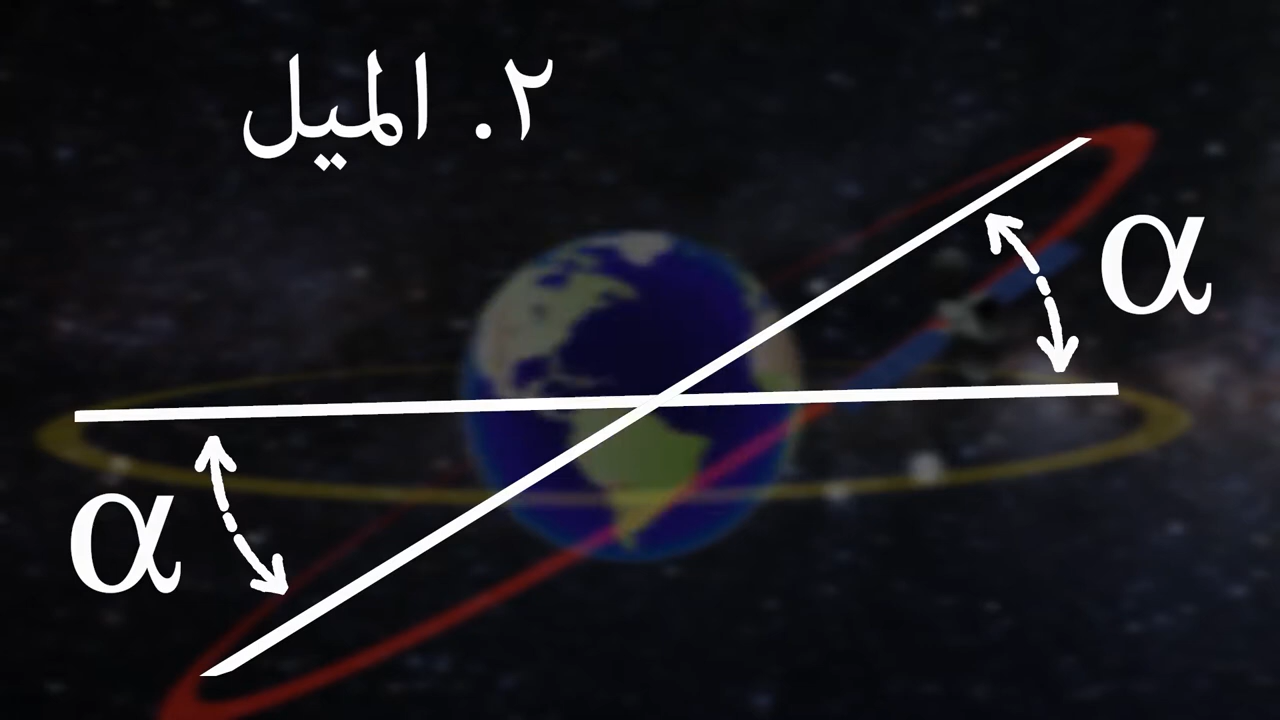 ٢. الميل
α
α